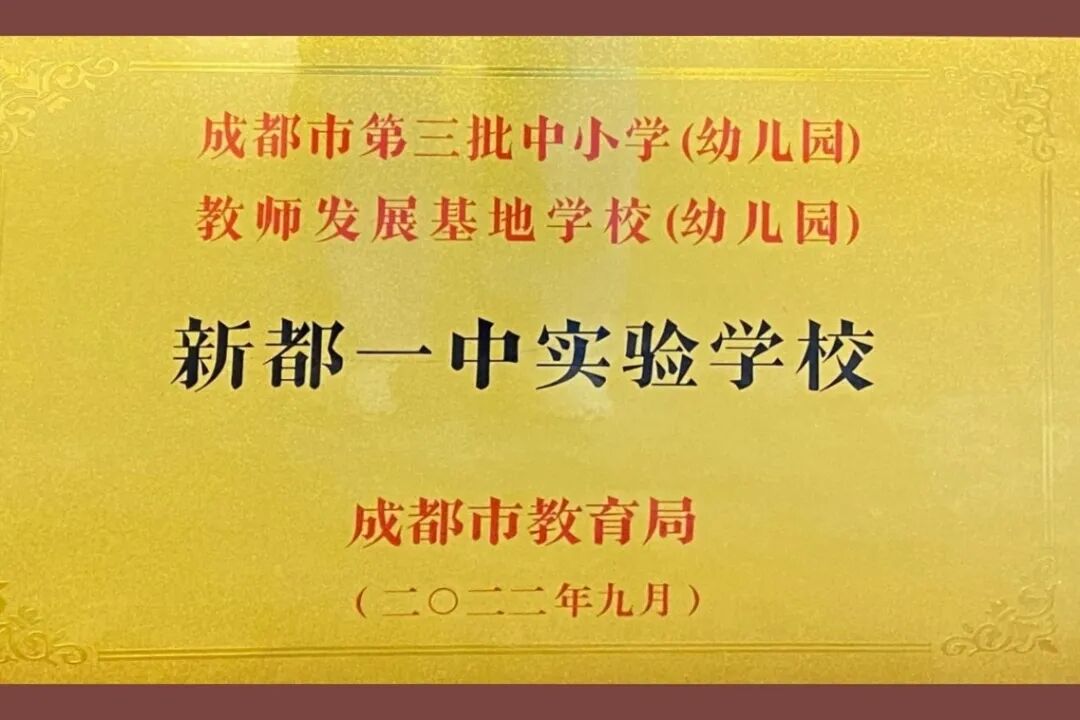 成都市第三批中小学(幼儿园)
教师发展基地学校(幼儿园)
新都一中实验学校
成都市教育局
(二〇二二年九月)